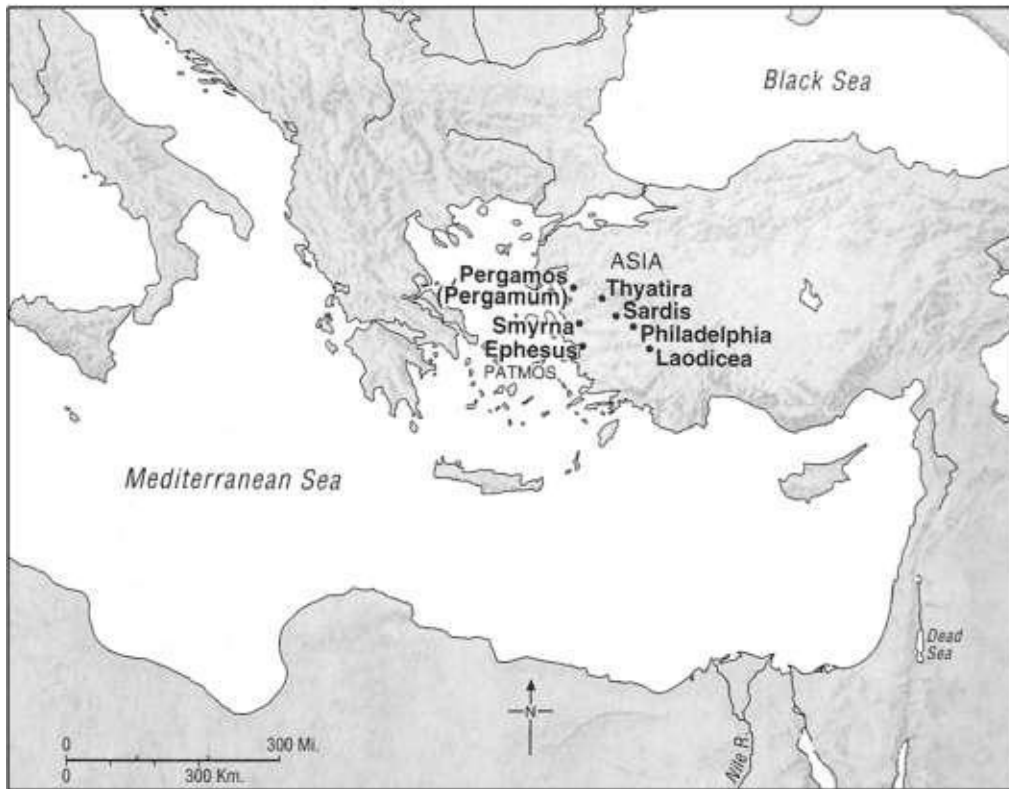 Black Sea
ASIA
Pergamos
(Pergamum)
Thyatira
Sardis
Smyrna
Philadelphia
Ephesus
Laodicea
PATMOS
Mediterranean Sea
Dead
Sea
N
Nile R.
0 300 Mi.
0 300 Km.